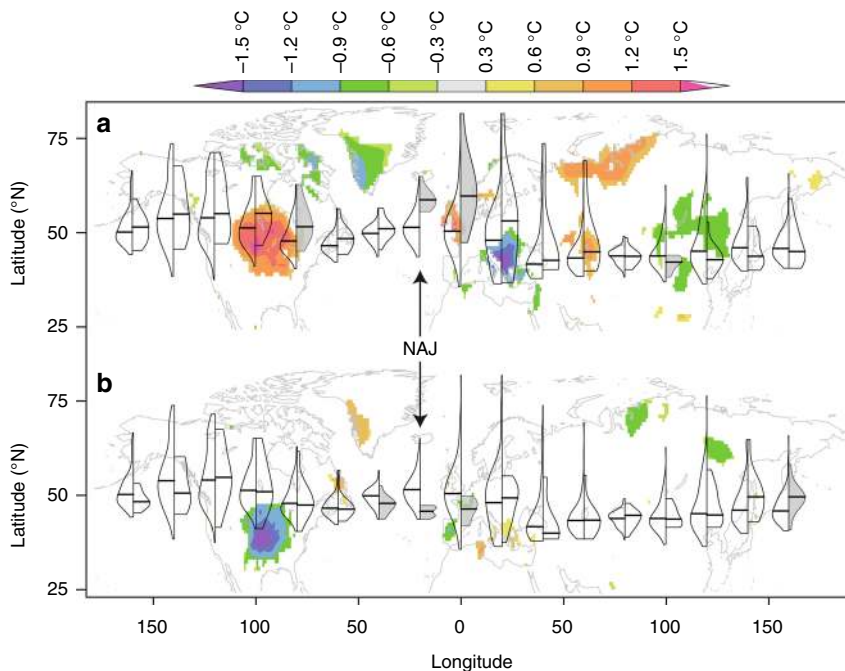 −1.5 °C
−1.2 °C
−0.9 °C
−0.6 °C
−0.3 °C
0.3 °C
0.6 °C
0.9 °C
1.2 °C
1.5 °C
a
75
50
25
Latitude (°N)
NAJ
b
75
50
25
Latitude (°N)
150 100 50 0 50 100 150
Longitude